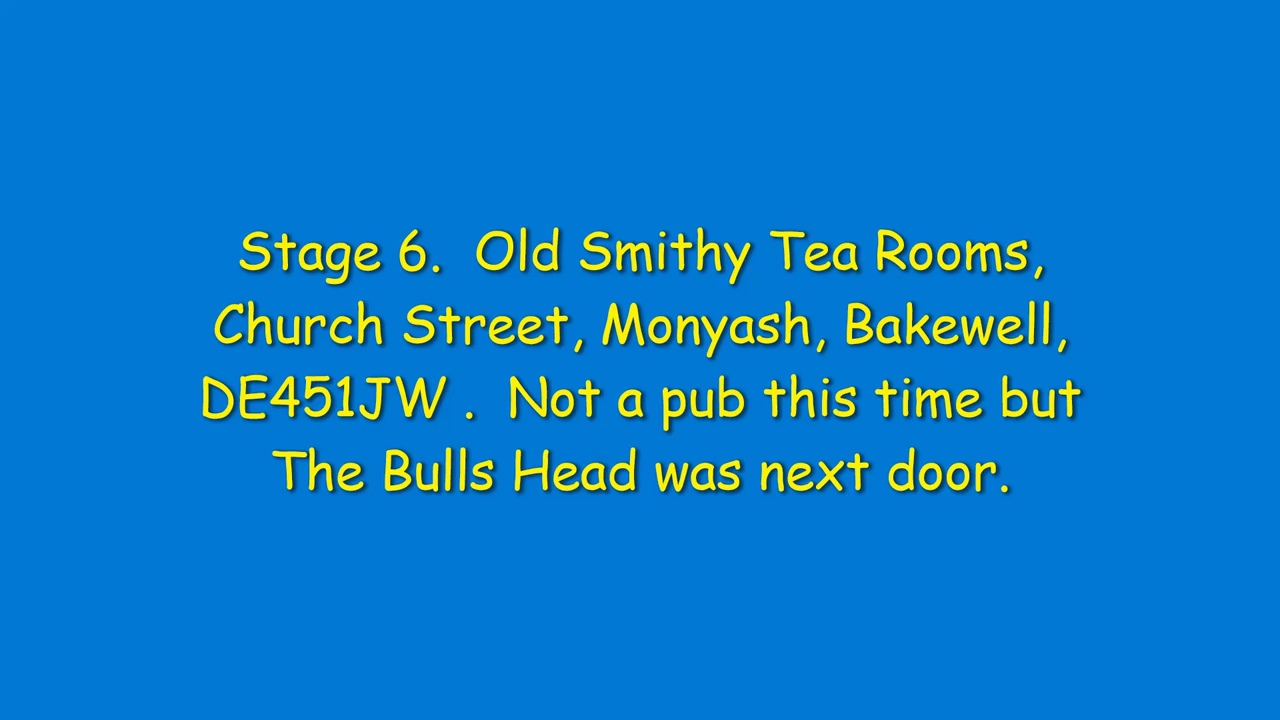 Stage 6.  Old Smithy Tea Rooms,
Church Street, Monyash, Bakewell,
DE451JW .  Not a pub this time but
The Bulls Head was next door.